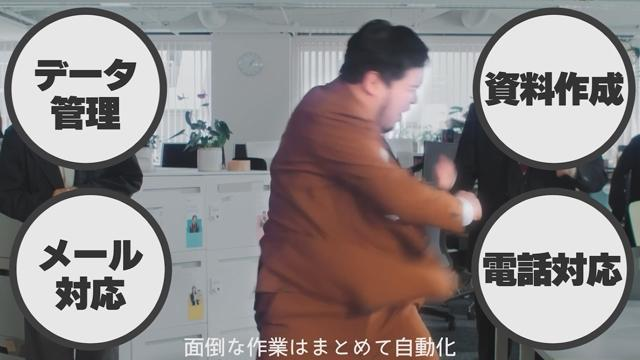 データ
管理
資料作成
メール
対応
電話対応
面倒な作業はまとめて自動化